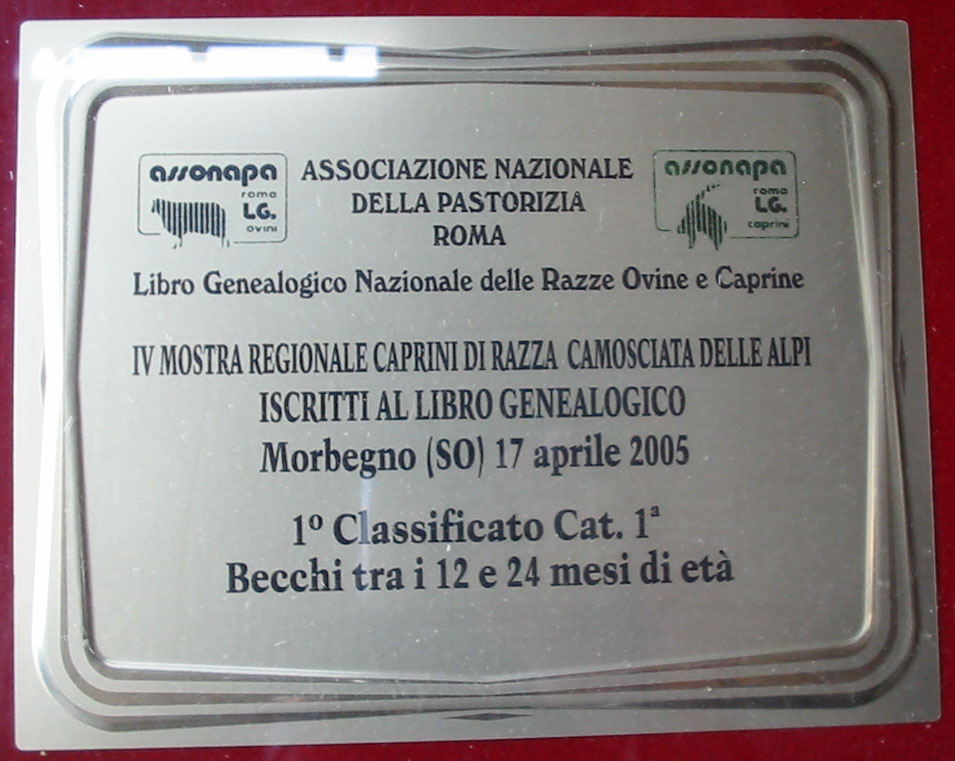 assonapa
roma
L.G.
ovini
ASSOCIAZIONE NAZIONALE
DELLA PASTORIZIA
ROMA
assonapa
roma
L.G.
caprini
Libro Genealogico Nazionale delle Razze Ovine e Caprine
IV MOSTRA REGIONALE CAPRINI DI RAZZA CAMOSCIATA DELLE ALPI
ISCRITTI AL LIBRO GENEALOGICO
Morbegno (SO) 17 aprile 2005
1º Classificato Cat. 1ª
Becchi tra i 12 e 24 mesi di età